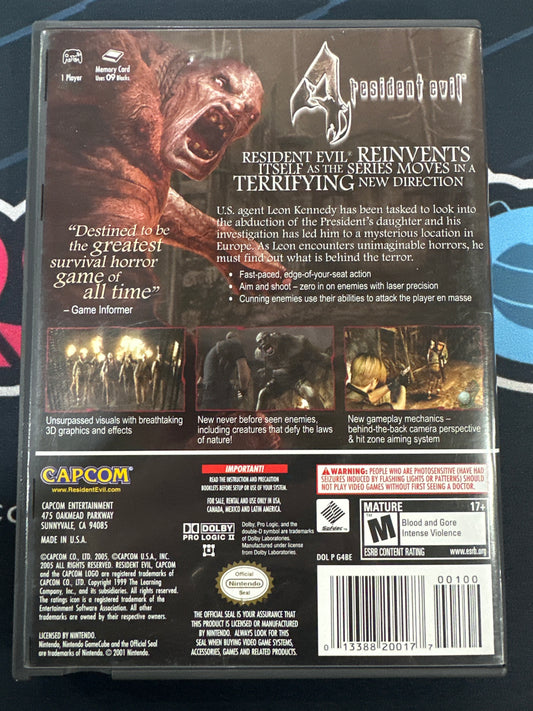 1 Player
Memory Card
Uses 09 Blocks
4 resident evil
RESIDENT EVIL® REINVENTS
ITSELF AS THE SERIES MOVES IN A
TERRIFYING NEW DIRECTION
U.S. agent Leon Kennedy has been tasked to look into
the abduction of the President's daughter and his
investigation has led him to a mysterious location in
Europe. As Leon encounters unimaginable horrors, he
must find out what is behind the terror.
• Fast-paced, edge-of-your-seat action
• Aim and shoot – zero in on enemies with laser precision
• Cunning enemies use their abilities to attack the player en masse
"Destined to be
the greatest
survival horror
game of
all time"
– Game Informer
Unsurpassed visuals with breathtaking
3D graphics and effects
New never before seen enemies,
including creatures that defy the laws
of nature!
New gameplay mechanics –
behind-the-back camera perspective
& hit zone aiming system
CAPCOM®
www.ResidentEvil.com
CAPCOM ENTERTAINMENT
475 OAKMEAD PARKWAY
SUNNYVALE, CA 94085
MADE IN U.S.A.
©CAPCOM CO., LTD. 2005, ©CAPCOM U.S.A., INC.
2005 ALL RIGHTS RESERVED. RESIDENT EVIL, CAPCOM
and the CAPCOM LOGO are registered trademarks of
CAPCOM CO., LTD. Copyright 1999 The Learning
Company, Inc., and its subsidiaries. All rights reserved.
The ratings icon is a registered trademark of the
Entertainment Software Association. All other
trademarks are owned by their respective owners.
LICENSED BY NINTENDO.
Nintendo, Nintendo GameCube and the Official Seal
are trademarks of Nintendo. © 2001 Nintendo
IMPORTANT!
READ THE INSTRUCTION AND PRECAUTION
BOOKLETS BEFORE SETUP OR USE OF YOUR VIDEO GAME.
FOR SALE, RENTAL AND USE ONLY IN USA,
CANADA, MEXICO AND LATIN AMERICA.
DOLBY
PRO LOGIC II
Dolby, Pro Logic, and the
double-D symbol are trademarks
of Dolby Laboratories.
Manufactured under license
from Dolby Laboratories.
Official
Nintendo
Seal
THE OFFICIAL SEAL IS YOUR ASSURANCE THAT
THIS PRODUCT IS LICENSED OR MANUFACTURED
BY NINTENDO. ALWAYS LOOK FOR THIS
SEAL WHEN BUYING VIDEO GAME SYSTEMS,
ACCESSORIES, GAMES AND RELATED PRODUCTS.
WARNING: PEOPLE WHO ARE PHOTOSENSITIVE (HAVE HAD
SEIZURES INDUCED BY FLASHING LIGHTS OR PATTERNS) SHOULD
NOT PLAY VIDEO GAMES WITHOUT FIRST SEEING A DOCTOR.
DOL P G4BE
MATURE 17+
M
Blood and Gore
Intense Violence
ESRB CONTENT RATING www.esrb.org
00100
0 13388 20017 7